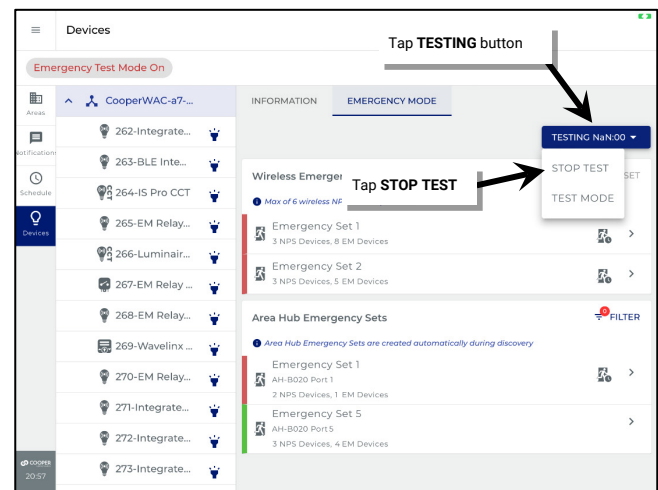 Devices
Tap TESTING button
Emergency Test Mode On
Areas
Notifications
Schedule
Devices
COOPER
20:57
CooperWAC-a7-...
262-Integrate...
263-BLE Inte...
264-IS Pro CCT
265-EM Relay...
266-Luminair...
267-EM Relay ...
268-EM Relay...
269-Wavelinx ...
270-EM Relay...
271-Integrate...
272-Integrate...
273-Integrate...
INFORMATION EMERGENCY MODE
TESTING NaN:00
STOP TEST
TEST MODE
SET
Wireless Emerger
Tap STOP TEST
Max of 6 wireless NP
Emergency Set 1
3 NPS Devices, 8 EM Devices
Emergency Set 2
3 NPS Devices, 5 EM Devices
Area Hub Emergency Sets
0
FILTER
Area Hub Emergency Sets are created automatically during discovery
Emergency Set 1
AH-B020 Port 1
2 NPS Devices, 1 EM Devices
Emergency Set 5
AH-B020 Port 5
3 NPS Devices, 4 EM Devices